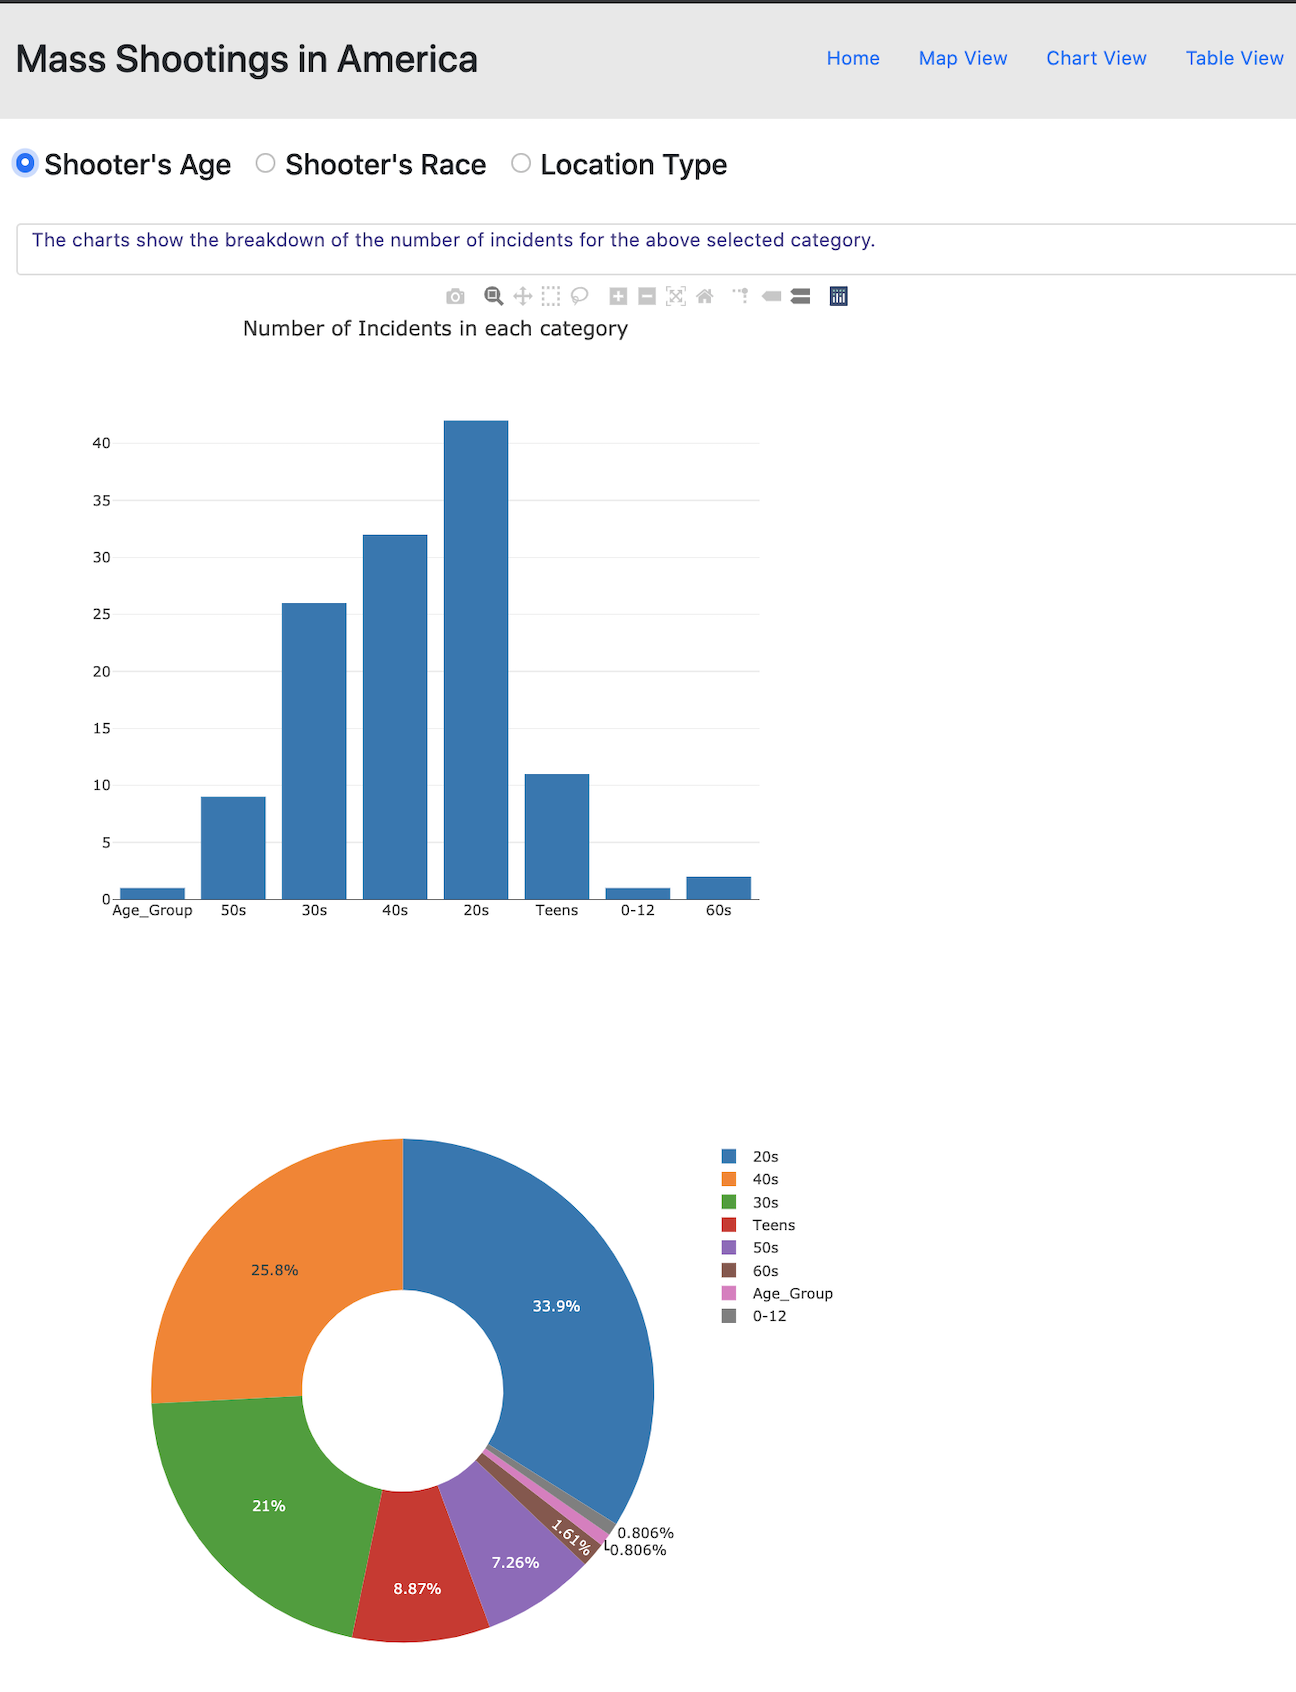 Mass Shootings in America
Home Map View Chart View Table View
Shooter's Age Shooter's Race Location Type
The charts show the breakdown of the number of incidents for the above selected category.
Number of Incidents in each category
40
35
30
25
20
15
10
5
0
Age_Group 50s 30s 40s 20s Teens 0-12 60s
20s
40s
30s
Teens
50s
60s
Age_Group
0-12
25.8%
33.9%
21%
1.61%
0.806%
0.806%
7.26%
8.87%